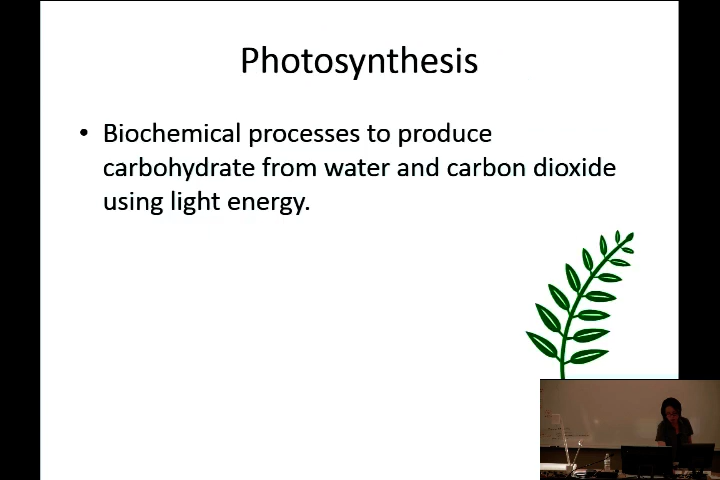 Photosynthesis
• Biochemical processes to produce
carbohydrate from water and carbon dioxide
using light energy.